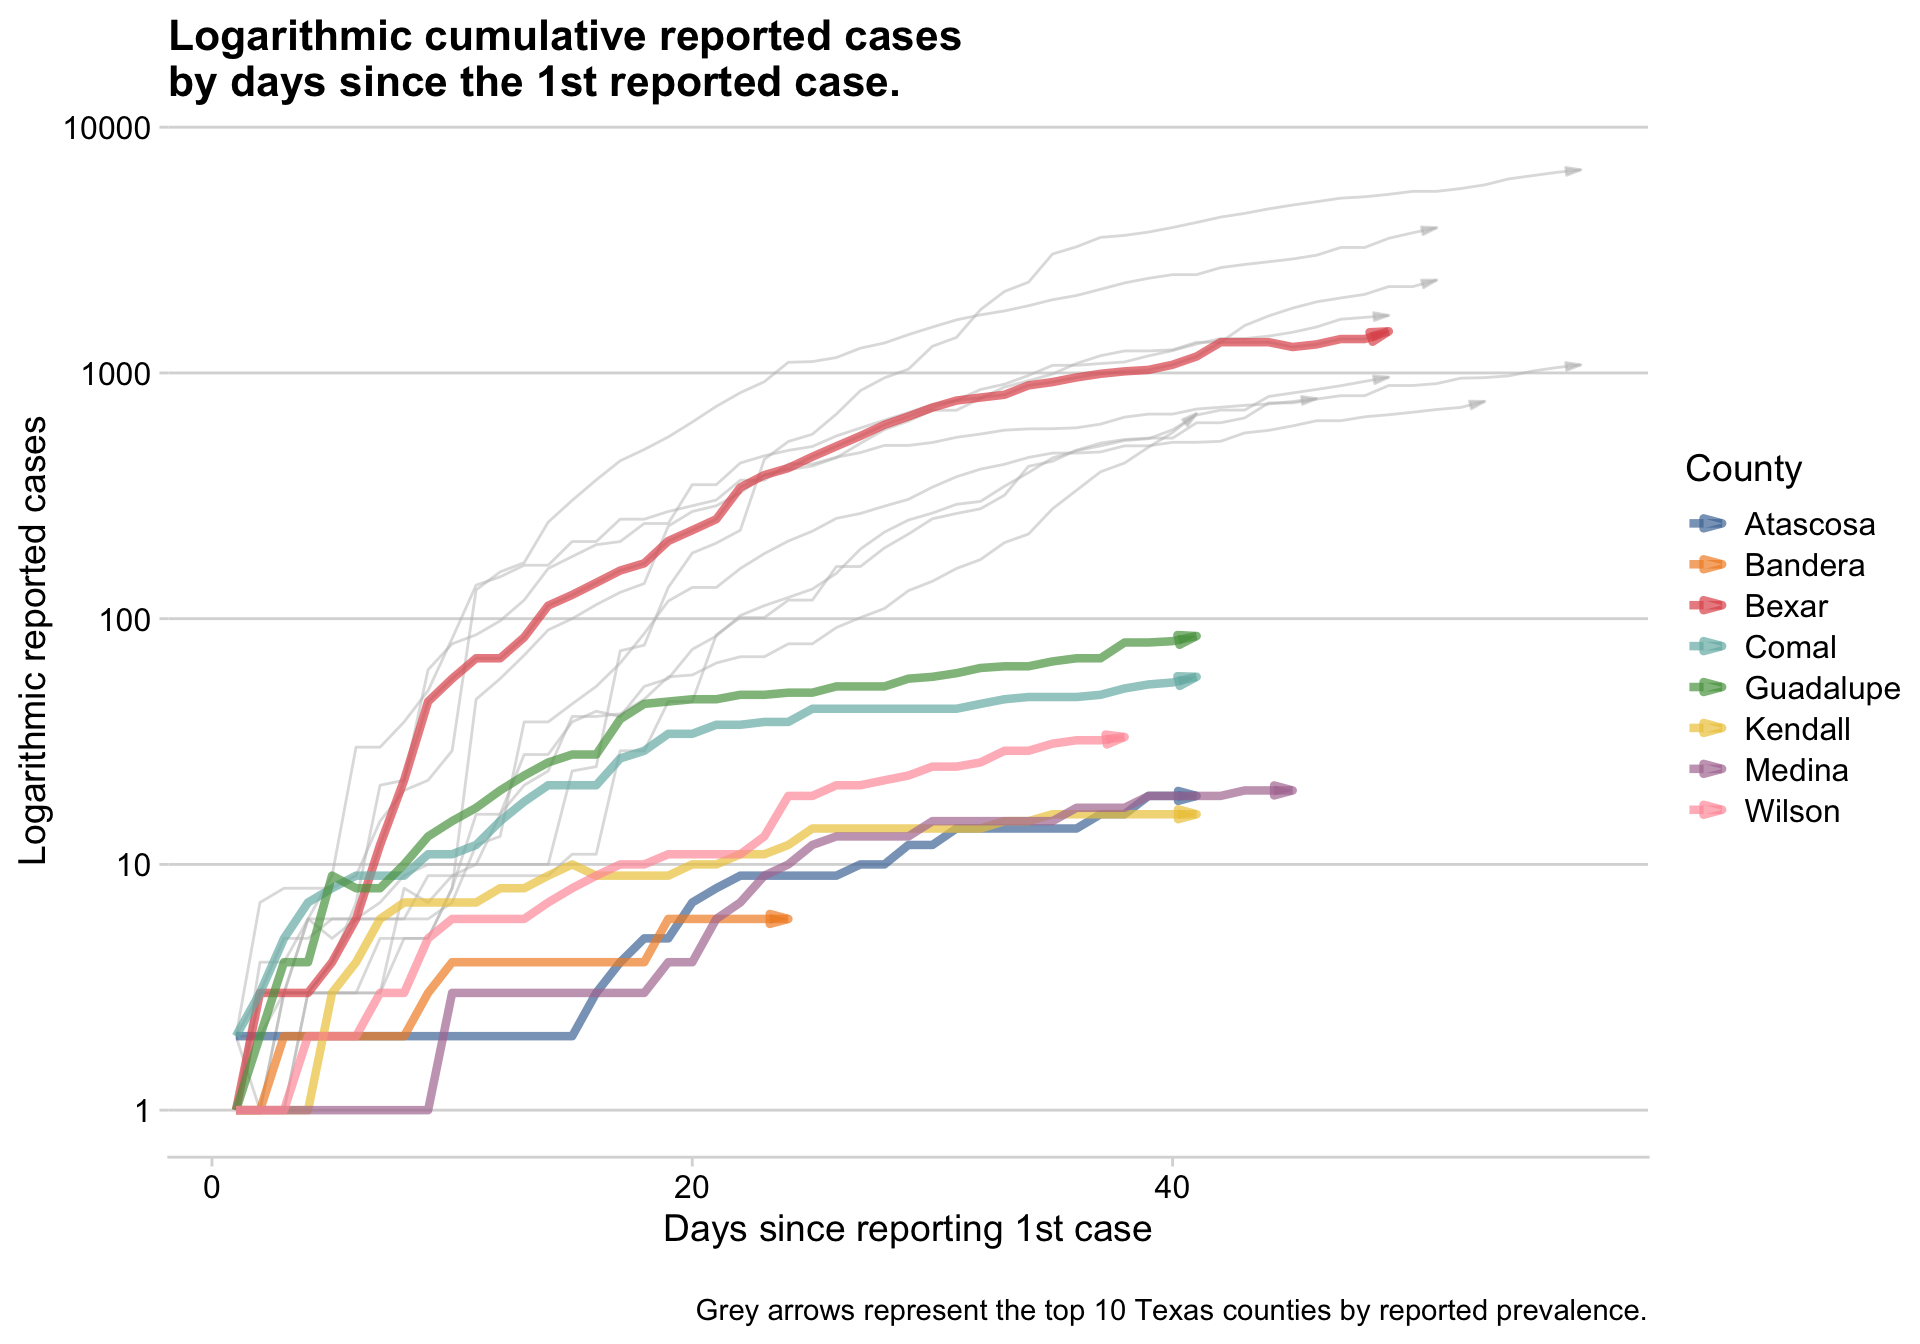 Logarithmic cumulative reported cases
by days since the 1st reported case.
Logarithmic reported cases
10000
1000
100
10
1
0
20
40
Days since reporting 1st case
County
Atascosa
Bandera
Bexar
Comal
Guadalupe
Kendall
Medina
Wilson
Grey arrows represent the top 10 Texas counties by reported prevalence.